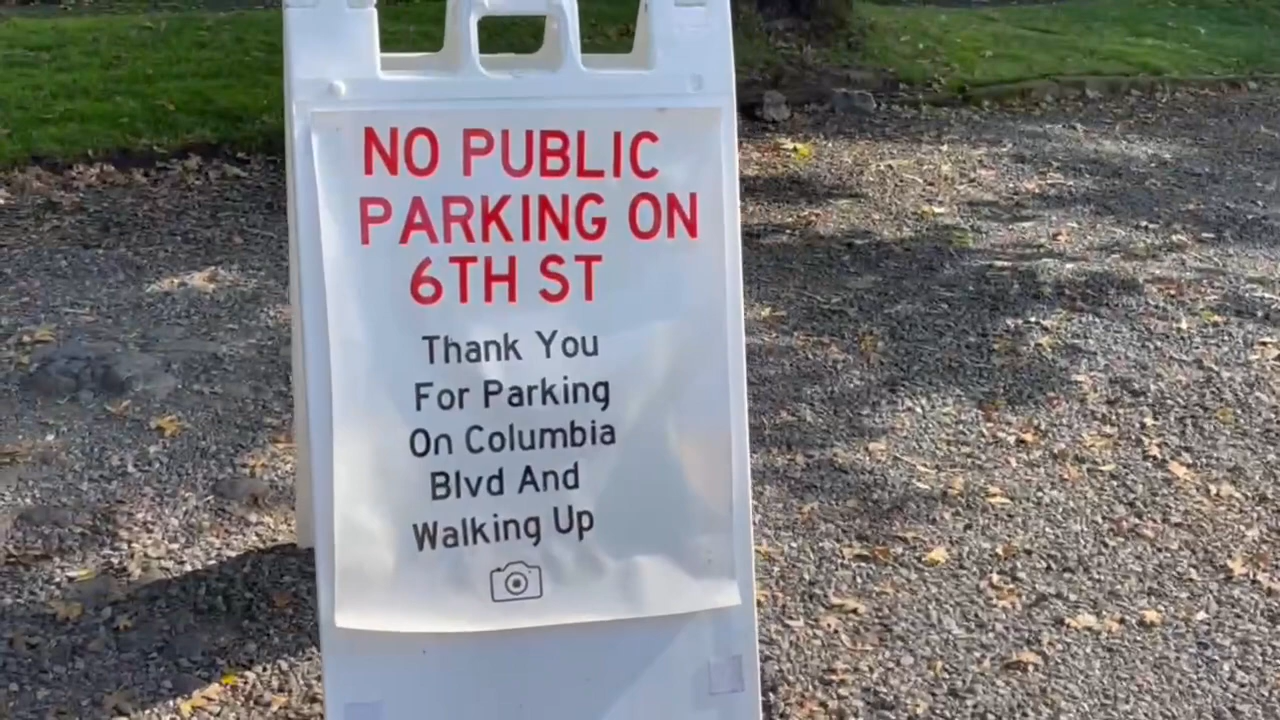 NO PUBLIC
PARKING ON
6TH ST
Thank You
For Parking
On Columbia
Blvd And
Walking Up